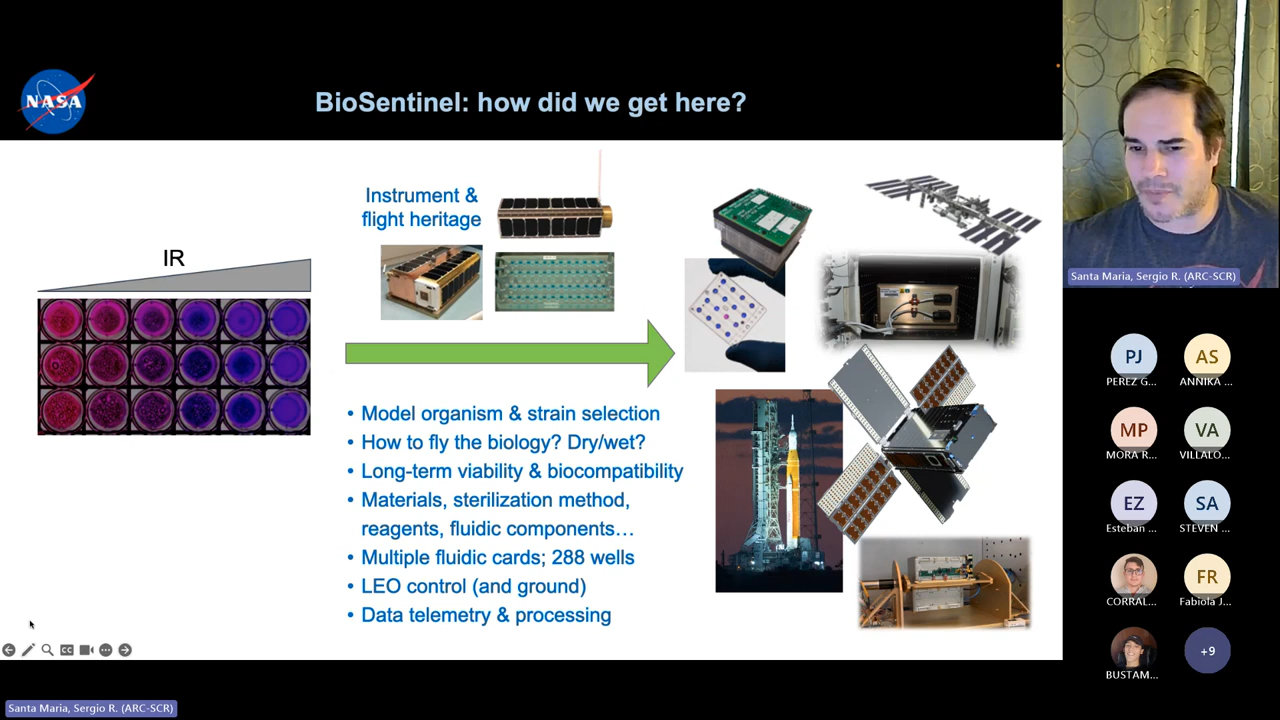 NASA
BioSentinel: how did we get here?
Instrument &
flight heritage
IR
• Model organism & strain selection
• How to fly the biology? Dry/wet?
• Long-term viability & biocompatibility
• Materials, sterilization method,
reagents, fluidic components…
• Multiple fluidic cards; 288 wells
• LEO control (and ground)
• Data telemetry & processing
CC
Santa Maria, Sergio R. (ARC-SCR)
Santa Maria, Sergio R. (ARC-SCR)
PJ
PEREZ G...
AS
ANNIKA ...
MP
MORA R...
VA
VILLALO...
EZ
Esteban ...
SA
STEVEN ...
CORRAL...
FR
Fabiola J...
BUSTAM...
+9